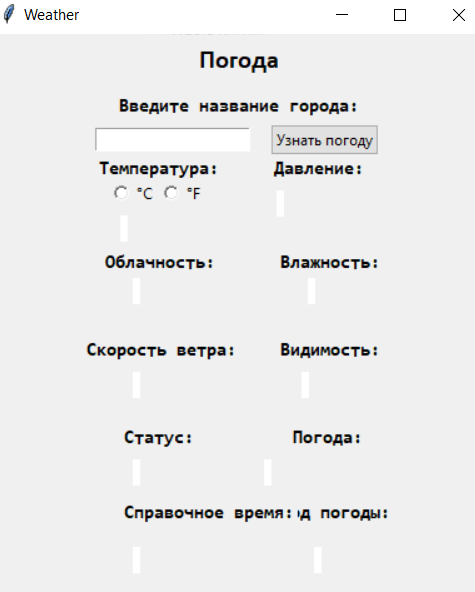 Weather
Погода
Введите название города:
Узнать погоду
Температура: Давление:
°C °F
Облачность: Влажность:
Скорость ветра: Видимость:
Статус: Погода:
Справочное время: погоды: